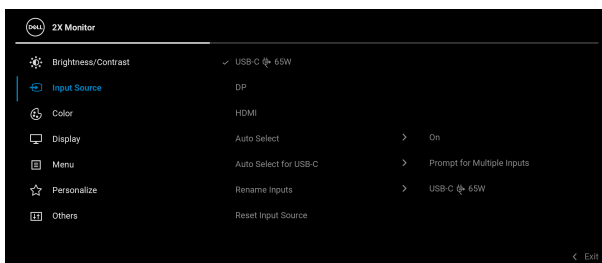 DELL 2X Monitor
Brightness/Contrast USB-C 65W
Input Source DP
Color HDMI
Display Auto Select On
Menu Auto Select for USB-C Prompt for Multiple Inputs
Personalize Rename Inputs USB-C 65W
Others Reset Input Source
Exit